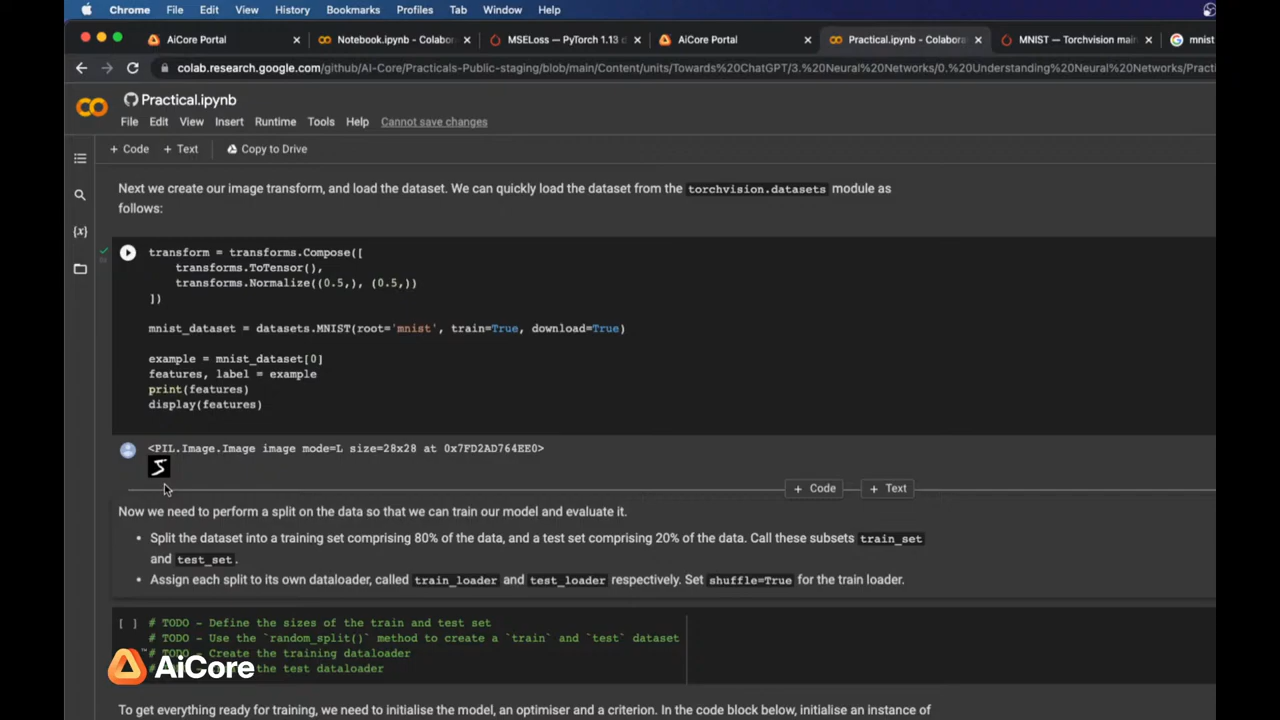 Chrome File Edit View History Bookmarks Profiles Tab Window Help
AiCore Portal Notebook.ipynb - Colabora MSELoss — PyTorch 1.13 d AiCore Portal Practical.ipynb - Colabora MNIST — Torchvision main mnist
colab.research.google.com/github/AI-Core/Practicals-Public-staging/blob/main/Content/units/Towards%20ChatGPT/3.%20Neural%20Networks/0.%20Understanding%20Neural%20Networks/Practi
Practical.ipynb
File Edit View Insert Runtime Tools Help Cannot save changes
+ Code + Text Copy to Drive
Next we create our image transform, and load the dataset. We can quickly load the dataset from the torchvision.datasets module as
follows:
transform = transforms.Compose([
transforms.ToTensor(),
transforms.Normalize((0.5,), (0.5,))
])
mnist_dataset = datasets.MNIST(root='mnist', train=True, download=True)
example = mnist_dataset[0]
features, label = example
print(features)
display(features)
<PIL.Image.Image image mode=L size=28x28 at 0x7FD2AD764EE0>
5
+ Code + Text
Now we need to perform a split on the data so that we can train our model and evaluate it.
• Split the dataset into a training set comprising 80% of the data, and a test set comprising 20% of the data. Call these subsets train_set
and test_set.
• Assign each split to its own dataloader, called train_loader and test_loader respectively. Set shuffle=True for the train loader.
[ ] # TODO - Define the sizes of the train and test set
# TODO - Use the `random_split()` method to create a `train` and `test` dataset
# TODO - Create the training dataloader
the test dataloader
AiCore
To get everything ready for training, we need to initialise the model, an optimiser and a criterion. In the code block below, initialise an instance of